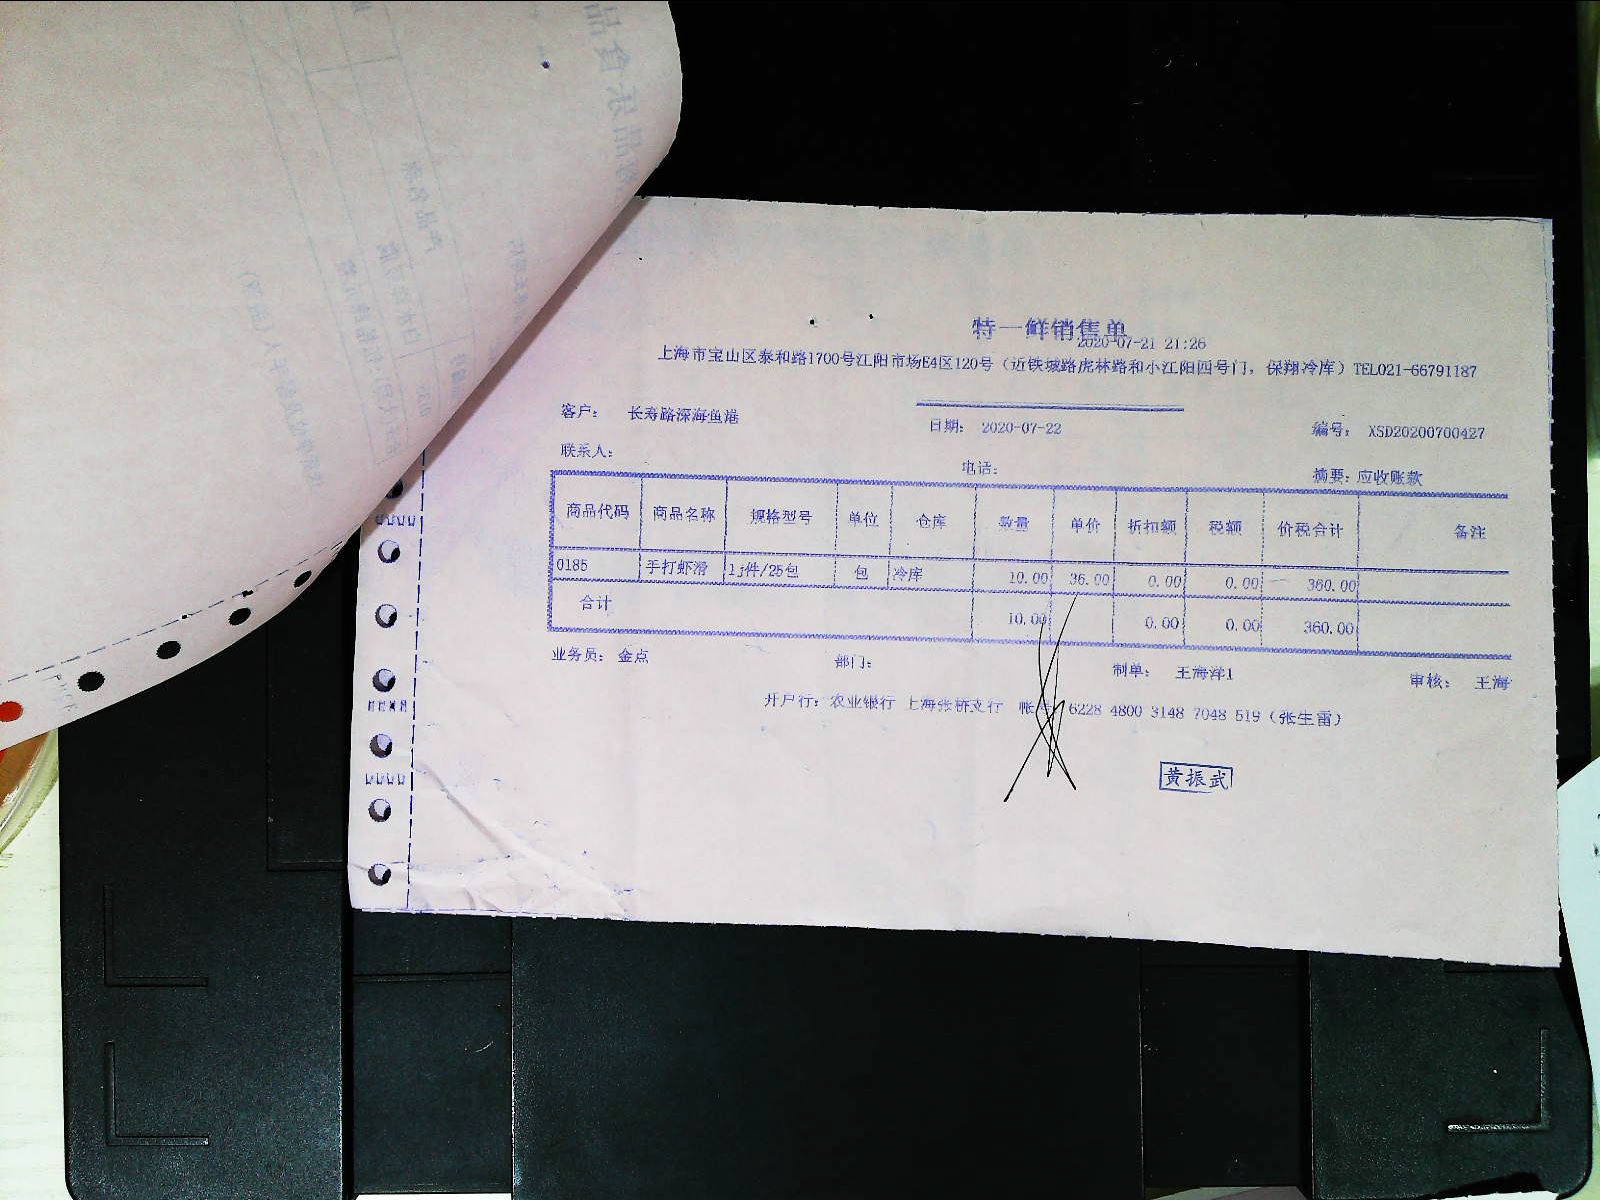 特一鲜销售单
2020-07-21 21:26
上海市宝山区泰和路1700号江阳市场E4区120号（近铁城路虎林路和小江阳四号门，保翔冷库）TEL021-66791187
客户： 长寿路深海鱼港 日期： 2020-07-22 编号： XSD20200700427
联系人： 电话： 摘要：应收账款
商品代码 商品名称 规格型号 单位 仓库 数量 单价 折扣额 税额 价税合计 备注
0185 手打虾滑 1j件/25包 包 冷库 10.00 36.00 0.00 0.00 360.00
合计 10.00 0.00 0.00 360.00
业务员： 金点 部门： 制单： 王海洋1 审核： 王海
开户行：农业银行 上海张桥支行 帐 6228 4800 3148 7048 519（张生雷）
黄振武